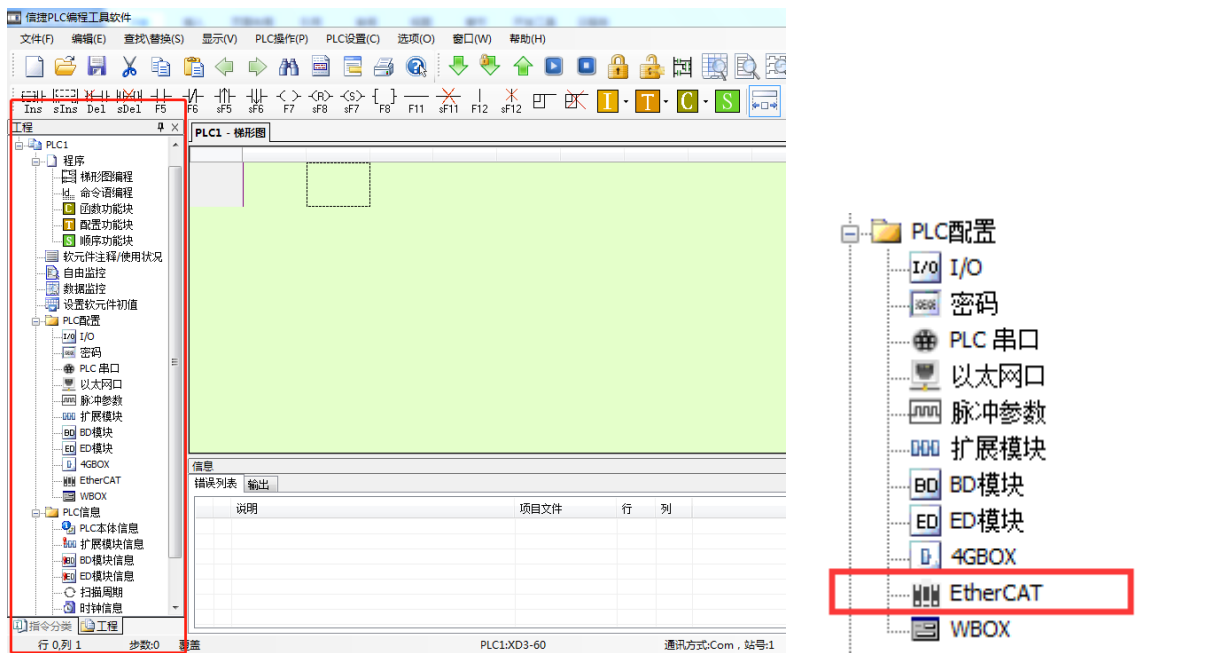 信捷PLC编程工具软件
文件(F) 编辑(E) 查找\替换(S) 显示(V) PLC操作(P) PLC设置(C) 选项(O) 窗口(W) 帮助(H)
Ins sIns Del sDel F5 F6 sF5 sF6 F7 sF8 sF7 F8 F11 sF11 F12 sF12 I T C S
工程
PLC1
程序
梯形图编程
命令语编程
函数功能块
配置功能块
顺序功能块
软元件注释/使用状况
自由监控
数据监控
设置软元件初值
PLC配置
I/O
密码
PLC 串口
以太网口
脉冲参数
扩展模块
BD模块
ED模块
4GBOX
EtherCAT
WBOX
PLC信息
PLC本体信息
扩展模块信息
BD模块信息
ED模块信息
扫描周期
时钟信息
指令分类 工程
PLC1 - 梯形图
信息
错误列表 输出
说明 项目文件 行 列
行 0,列 1 步数:0 覆盖 PLC1:XD3-60 通讯方式:Com，站号:1
PLC配置
I/O I/O
密码
PLC 串口
以太网口
脉冲参数
扩展模块
BD BD模块
ED ED模块
4GBOX
EtherCAT
WBOX